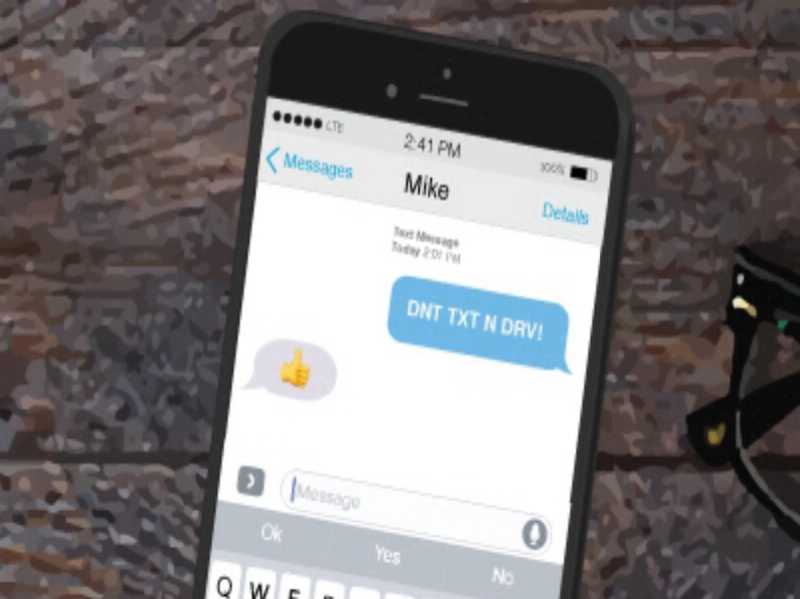 LTE
2:41 PM
100%
Messages
Mike
Details
Text Message
Today 2:01 PM
DNT TXT N DRV!
Message
Ok
Yes
No
Q W E